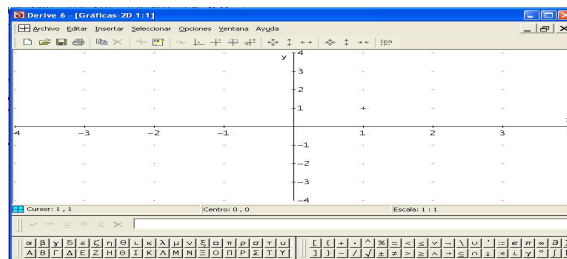 Derive 6 - [Gráficas-2D 1:1]
Archivo Editar Insertar Seleccionar Opciones Ventana Ayuda
y 4
3
2
1
-4 -3 -2 -1 1 2 3
-1
-2
-3
-4
Cursor: 1 , 1 Centro: 0 , 0 Escala: 1 : 1
α β γ δ ε ζ η θ ι κ λ μ ν ξ ο π ρ σ τ υ
Α Β Γ Δ Ε Ζ Η Θ Ι Κ Λ Μ Ν Ξ Ο Π Ρ Σ Τ Υ